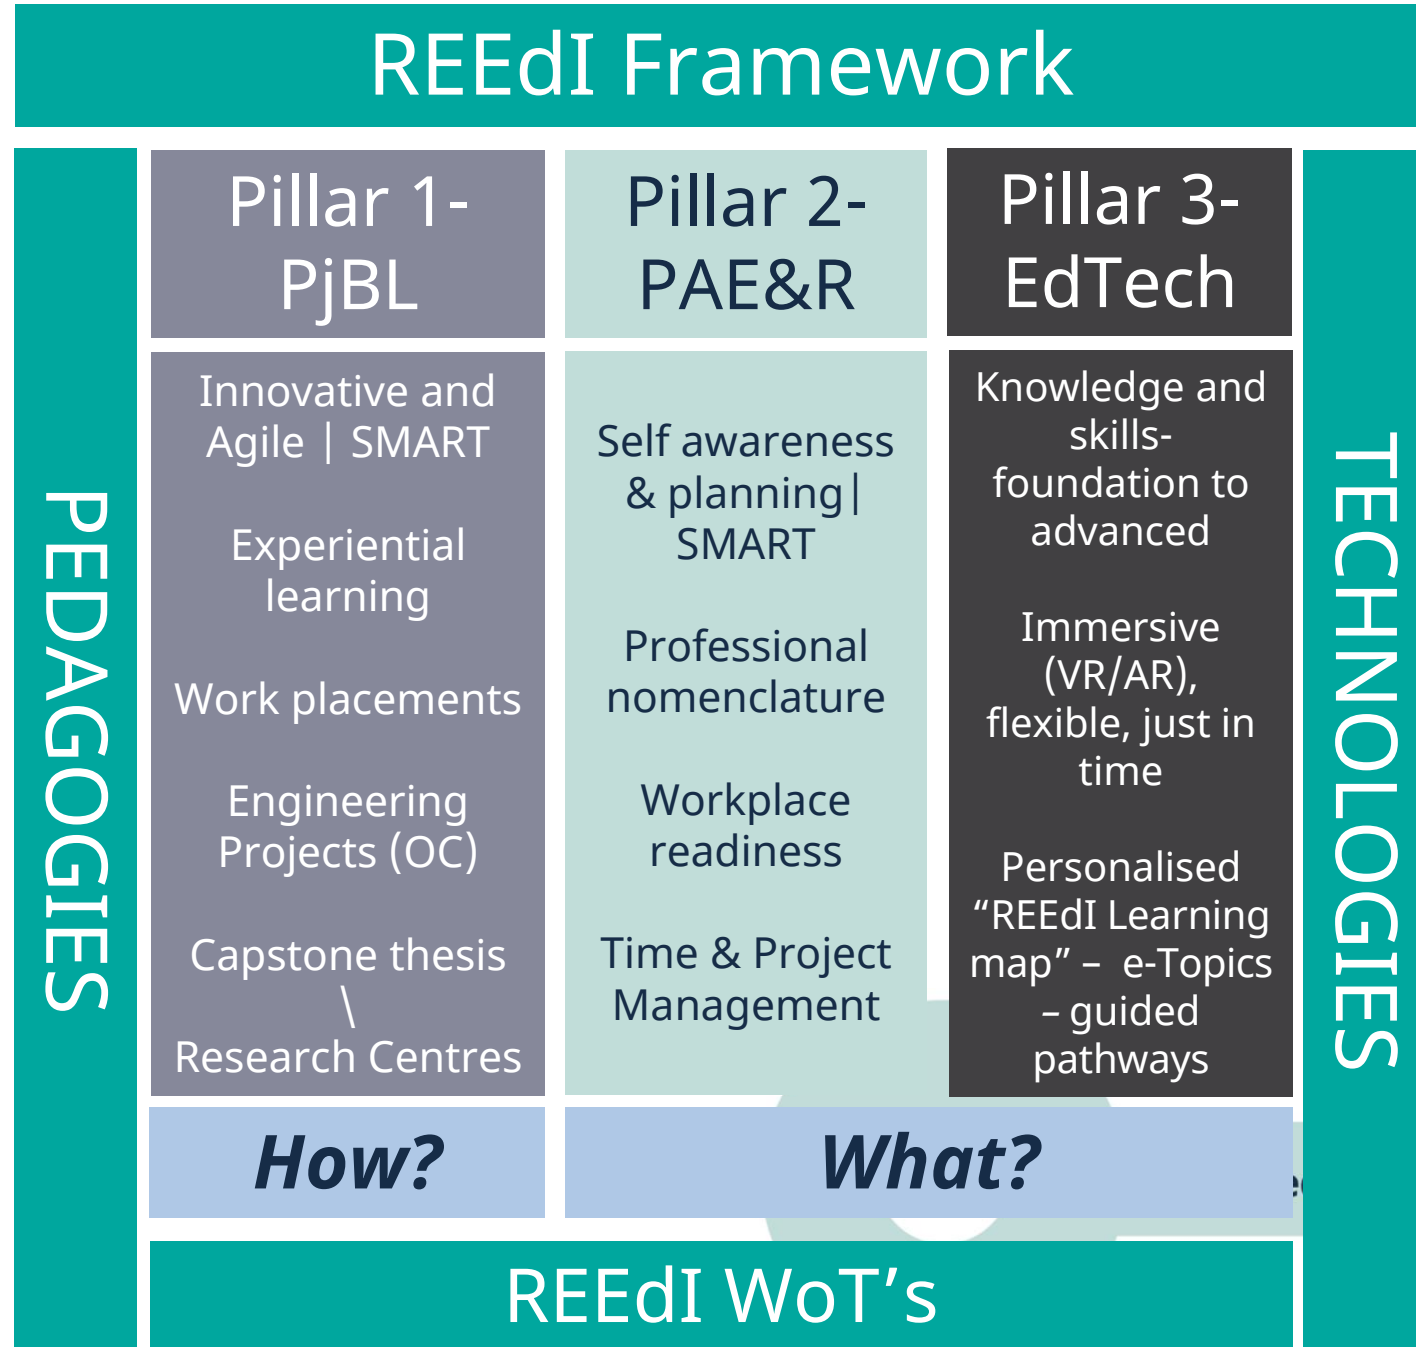 REEdI Framework
PEDAGOGIES
Pillar 1-
PjBL
Innovative and
Agile | SMART
Experiential
learning
Work placements
Engineering
Projects (OC)
Capstone thesis
\
Research Centres
Pillar 2-
PAE&R
Self awareness
& planning|
SMART
Professional
nomenclature
Workplace
readiness
Time & Project
Management
Pillar 3-
EdTech
Knowledge and
skills-
foundation to
advanced
Immersive
(VR/AR),
flexible, just in
time
Personalised
“REEdI Learning
map” – e-Topics
– guided
pathways
TECHNOLOGIES
How?
What?
REEdI WoT’s